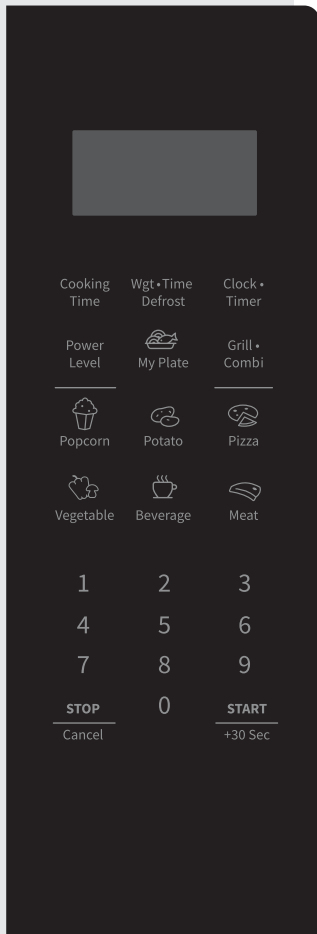 Cooking Time
Wgt•Time Defrost
Clock • Timer
Power Level
My Plate
Grill • Combi
Popcorn
Potato
Pizza
Vegetable
Beverage
Meat
1 2 3
4 5 6
7 8 9
STOP 0 START
Cancel +30 Sec